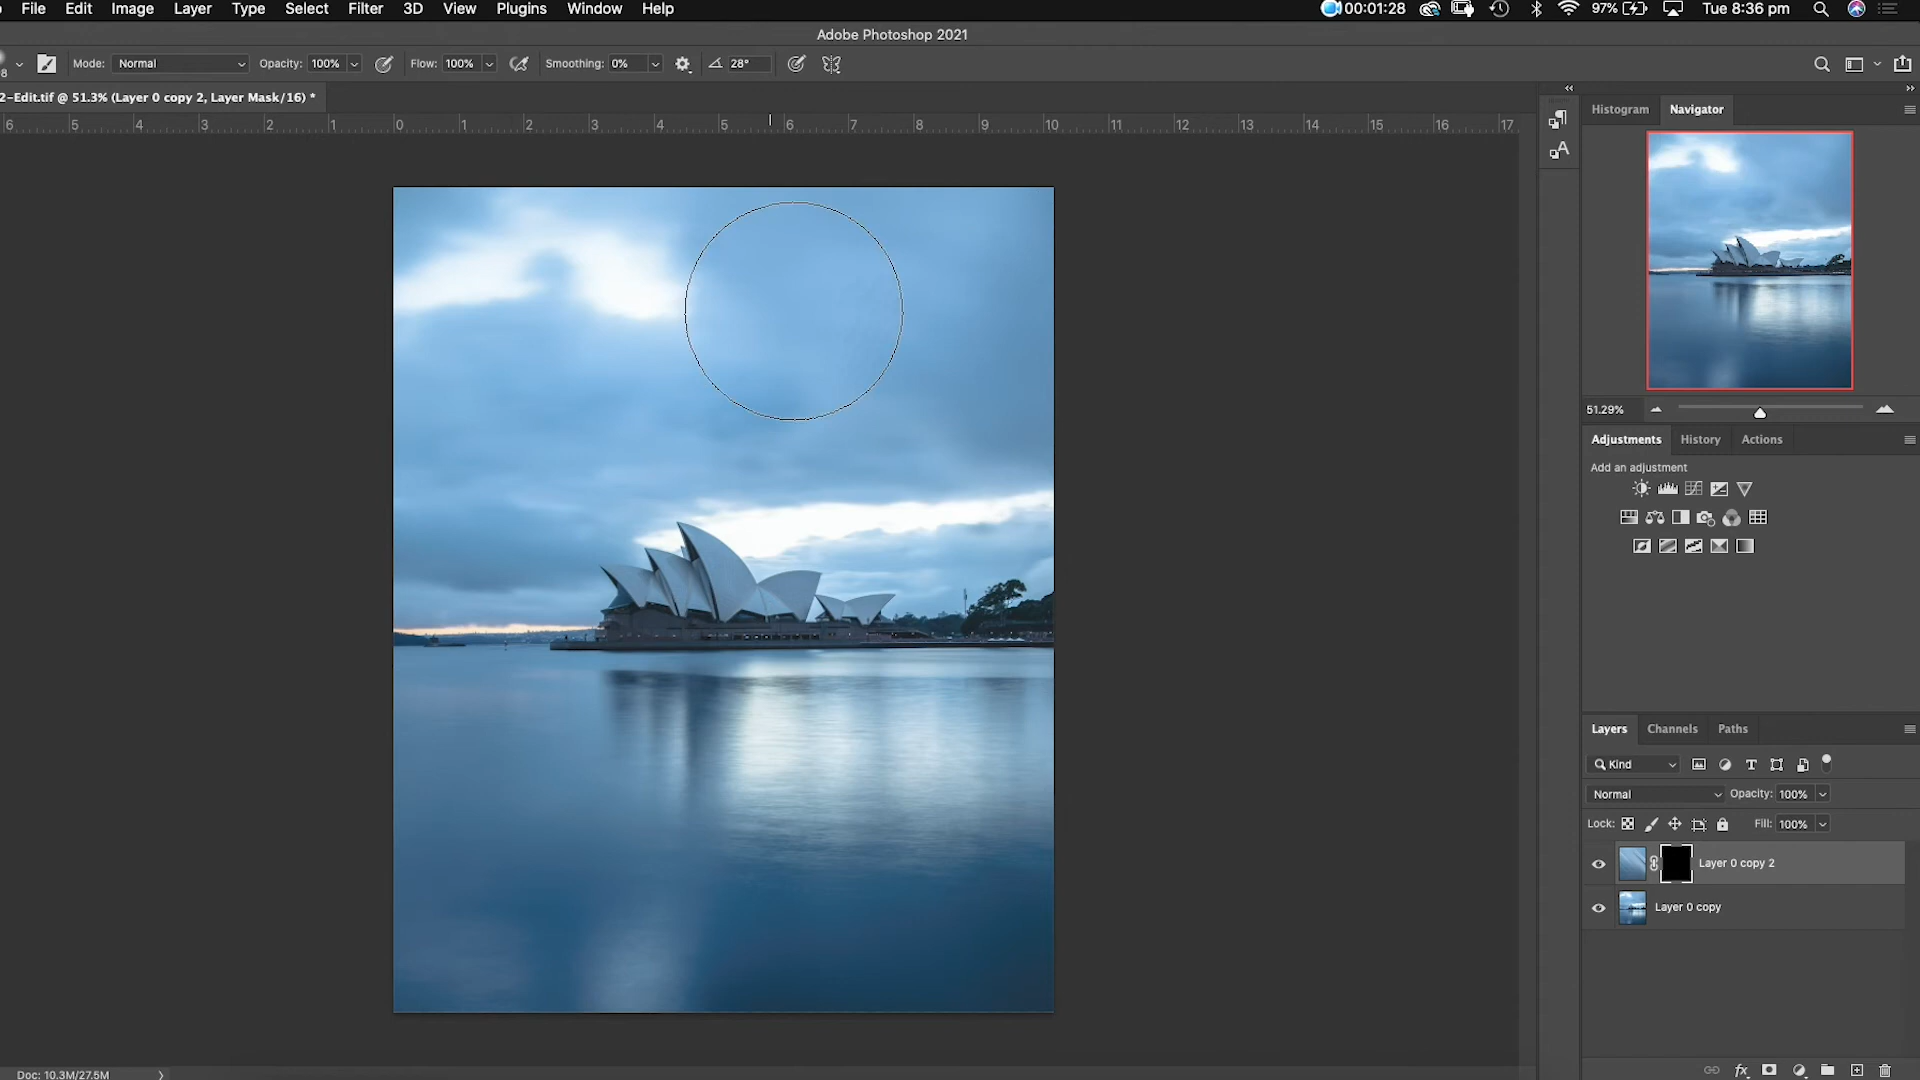 File Edit Image Layer Type Select Filter 3D View Plugins Window Help 00:01:28 97% Tue 8:36 pm
Adobe Photoshop 2021
8 Mode: Normal Opacity: 100% Flow: 100% Smoothing: 0% 28°
2-Edit.tif @ 51.3% (Layer 0 copy 2, Layer Mask/16) *
6 5 4 3 2 1 0 1 2 3 4 5 6 7 8 9 10 11 12 13 14 15 16 17
Histogram Navigator
51.29%
Adjustments History Actions
Add an adjustment
Layers Channels Paths
Kind
Normal Opacity: 100%
Lock: Fill: 100%
Layer 0 copy 2
Layer 0 copy
fx
Doc: 10.3M/27.5M